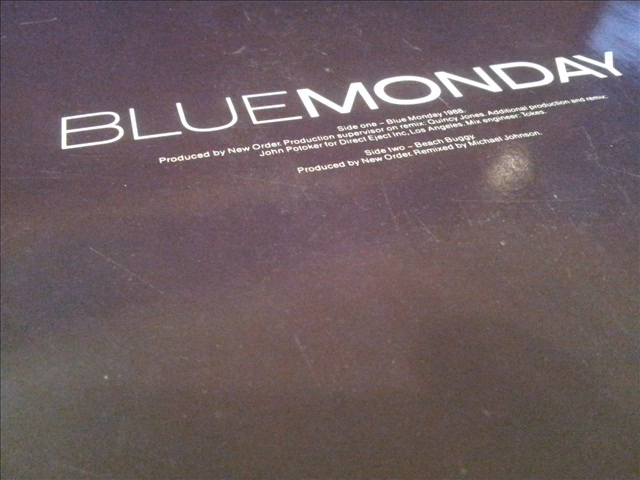 BLUEMONDAY
Side one – Blue Monday 1988.
Produced by New Order. Production supervisor on remix: Quincy Jones. Additional production and remix:
John Potoker for Direct Eject Inc, Los Angeles. Mix engineer: Tokes.
Side two – Beach Buggy.
Produced by New Order. Remixed by Michael Johnson.